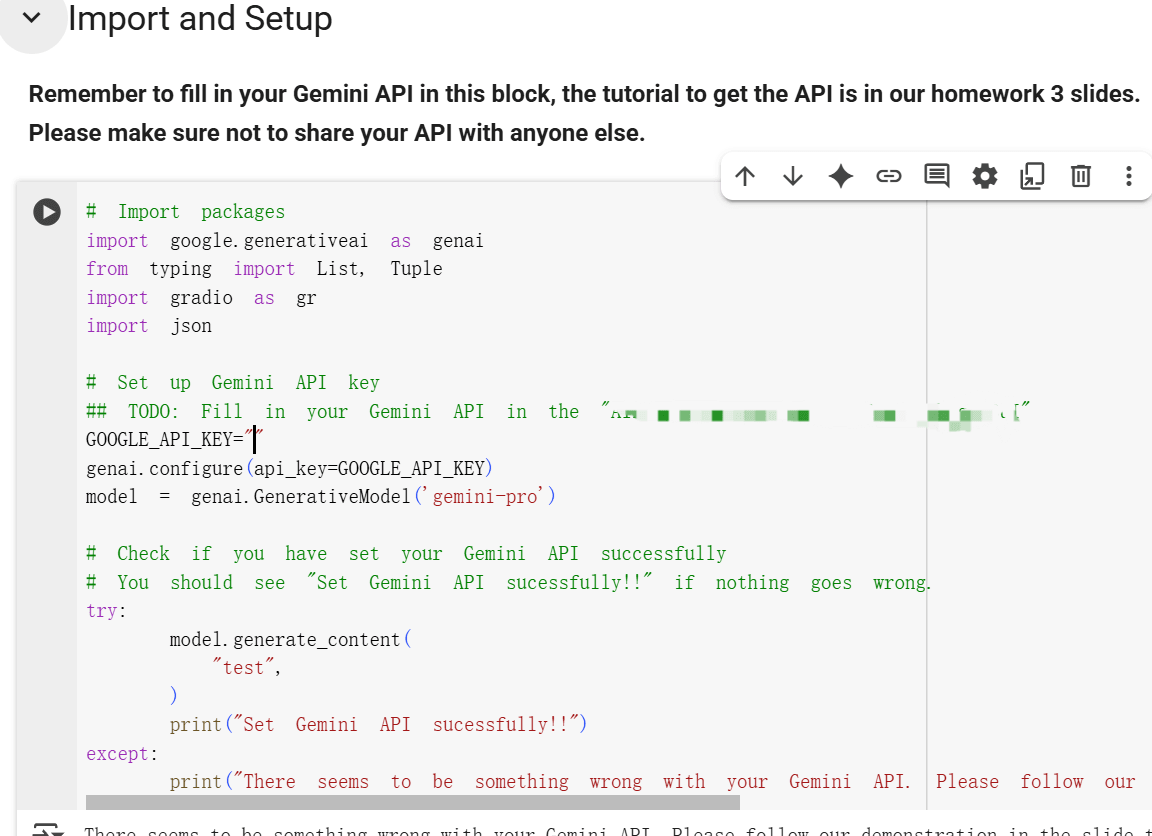 Import and Setup
Remember to fill in your Gemini API in this block, the tutorial to get the API is in our homework 3 slides.
Please make sure not to share your API with anyone else.
# Import packages
import google.generativeai as genai
from typing import List, Tuple
import gradio as gr
import json
# Set up Gemini API key
## TODO: Fill in your Gemini API in the "
GOOGLE_API_KEY=""
genai.configure(api_key=GOOGLE_API_KEY)
model = genai.GenerativeModel('gemini-pro')
# Check if you have set your Gemini API successfully
# You should see "Set Gemini API sucessfully!!" if nothing goes wrong.
try:
model.generate_content(
"test",
)
print("Set Gemini API sucessfully!!")
except:
print("There seems to be something wrong with your Gemini API. Please follow our
There seems to be something wrong with your Gemini API. Please follow our demonstration in the slide